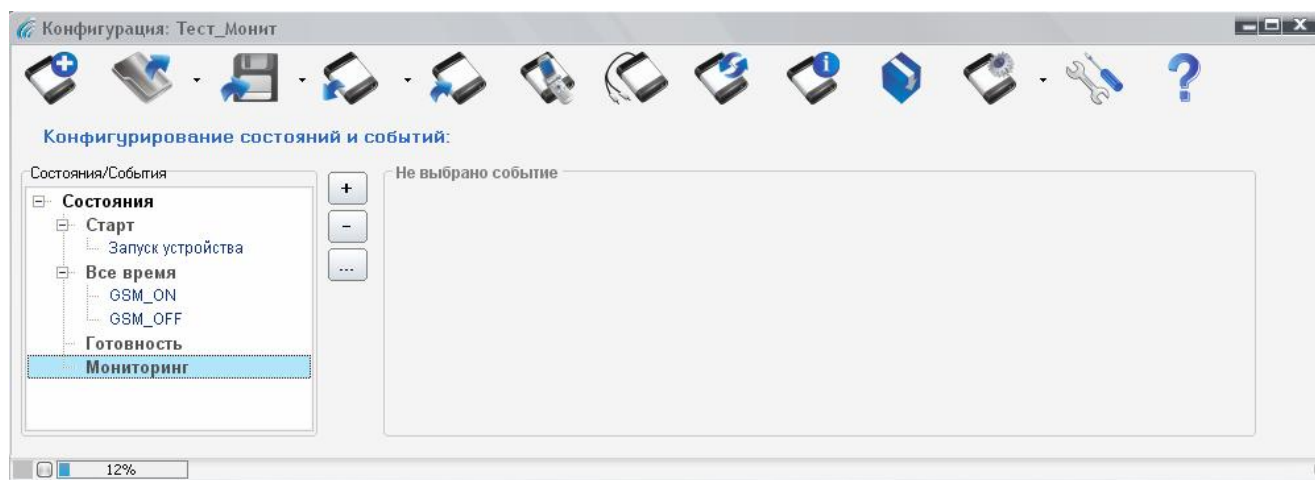 Конфигурация: Тест_Монит
Конфигурирование состояний и событий:
Состояния/События
Не выбрано событие
Состояния
Старт
Запуск устройства
Все время
GSM_ON
GSM_OFF
Готовность
Мониторинг
+
-
...
12%